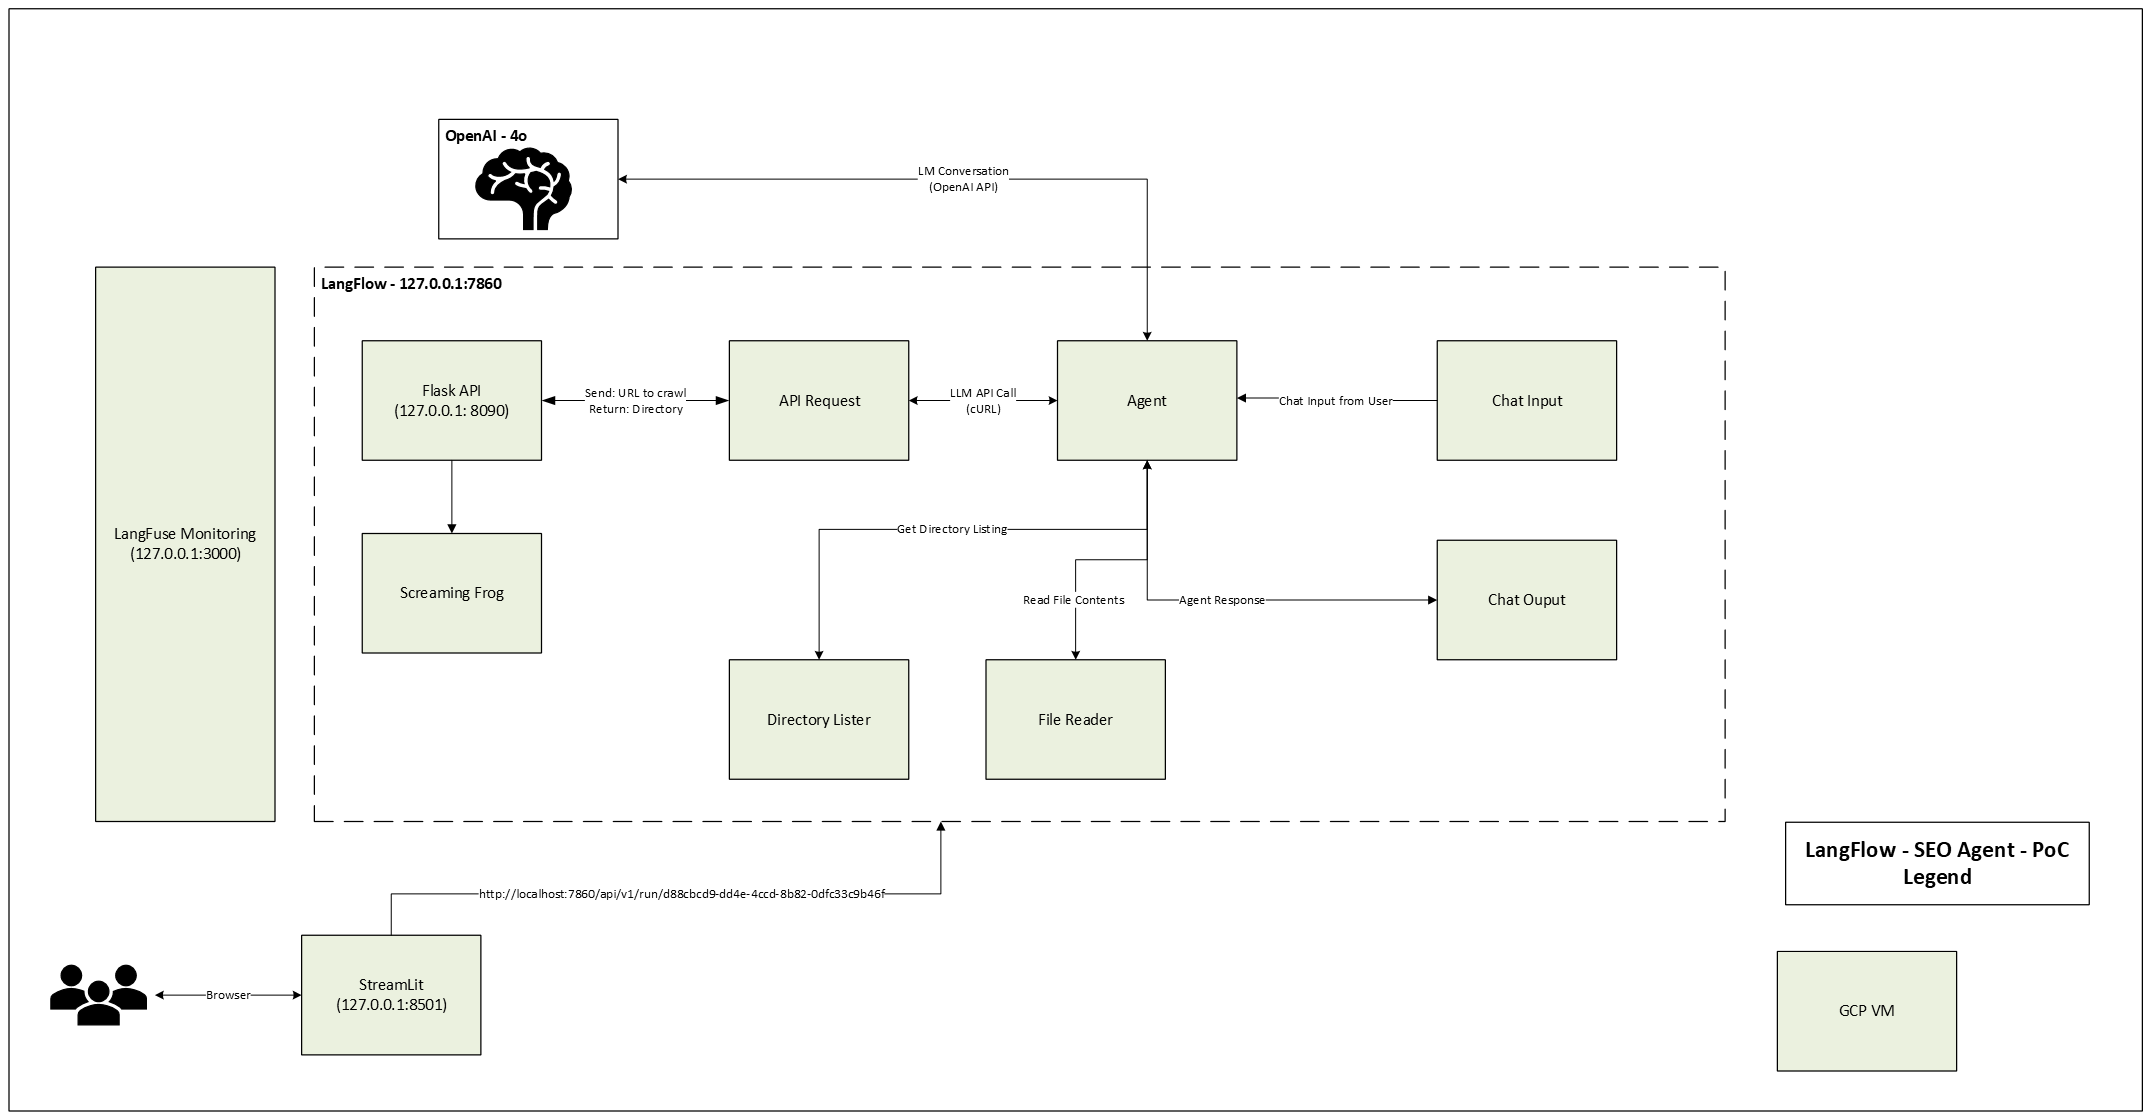 OpenAI - 4o
LM Conversation
(OpenAI API)
LangFlow - 127.0.0.1:7860
Flask API
(127.0.0.1: 8090)
Send: URL to crawl
Return: Directory
API Request
LLM API Call
(cURL)
Agent
Chat Input from User
Chat Input
LangFuse Monitoring
(127.0.0.1:3000)
Screaming Frog
Get Directory Listing
Read File Contents
Agent Response
Chat Ouput
Directory Lister
File Reader
LangFlow - SEO Agent - PoC
Legend
http://localhost:7860/api/v1/run/d88cbcd9-dd4e-4ccd-8b82-0dfc33c9b46f
Browser
StreamLit
(127.0.0.1:8501)
GCP VM